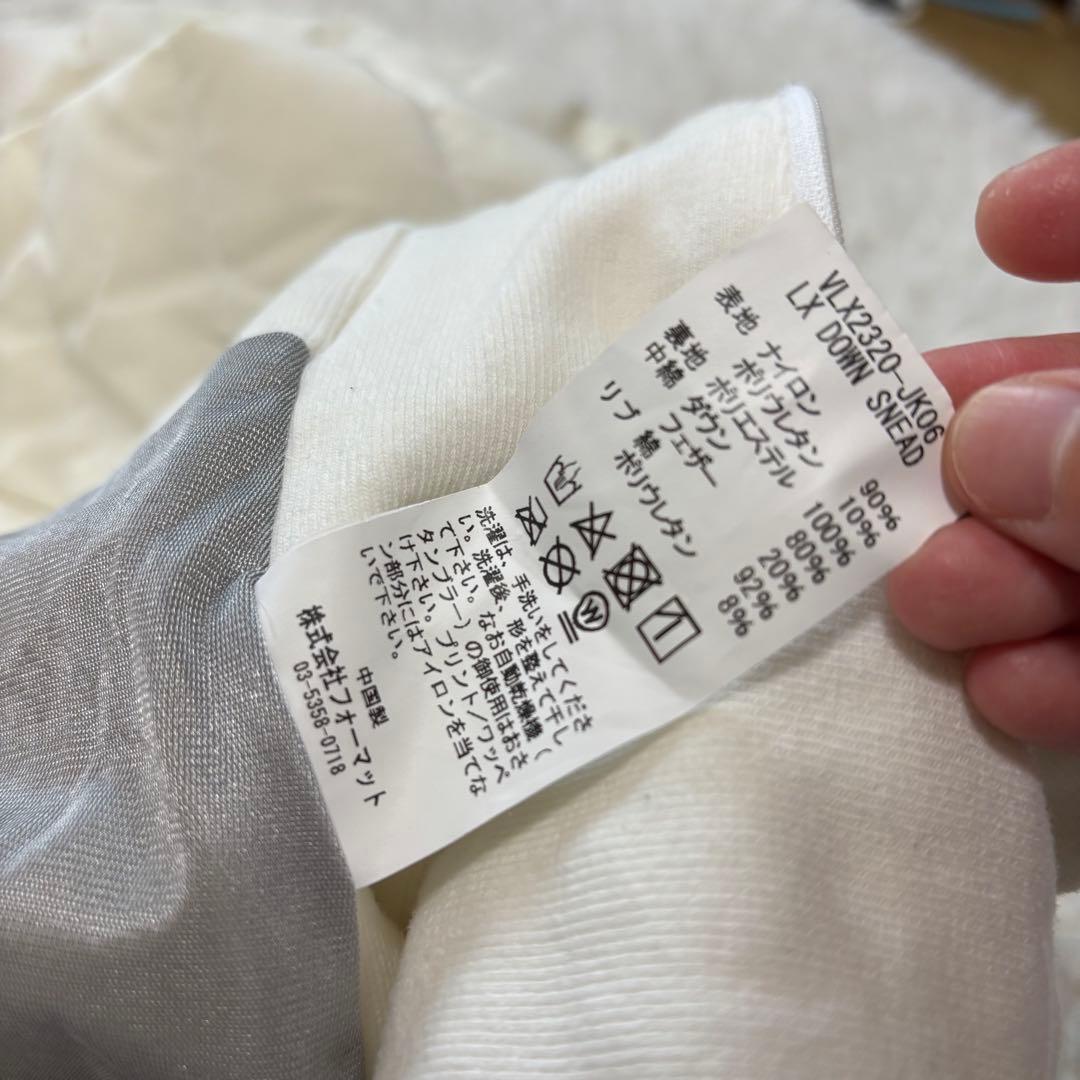 VLX2320-JK06
LX DOWN SNEAD
表地 ナイロン 90%
ポリウレタン 10%
裏地 ポリエステル 100%
中綿 ダウン 80%
フェザー 20%
リブ 綿 92%
ポリウレタン 8%
W
洗濯は、手洗いをしてくださ
い。洗濯後、形を整えて干し
て下さい。なお自動乾燥機(
タンブラー)の御使用はおさ
け下さい。プリント/ワッペ
ン部分にはアイロンを当てな
いで下さい。
中国製
株式会社フォーマット
03-5358-0718